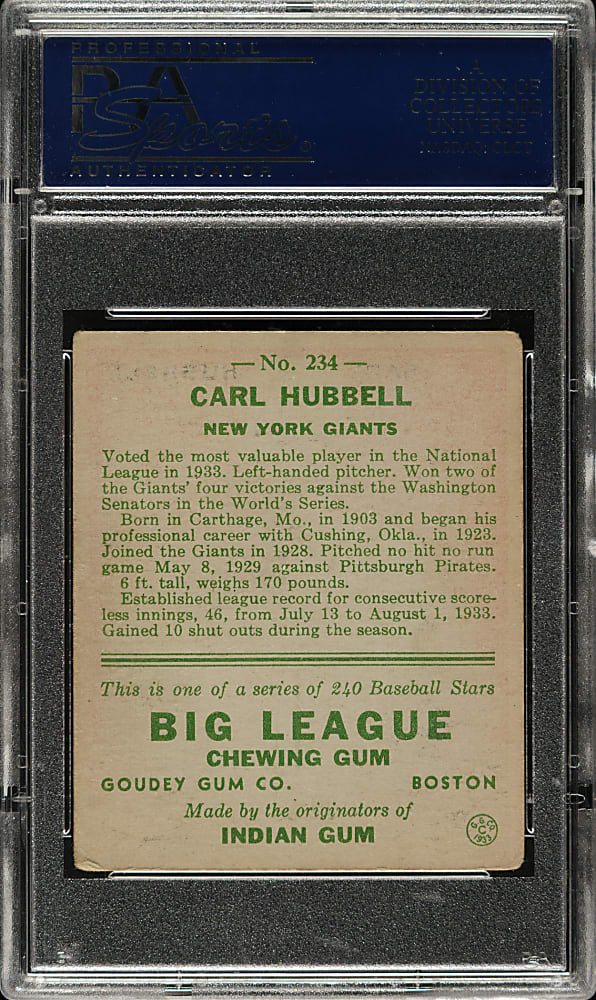 PROFESSIONAL
PSA
Sports
AUTHENTICATOR
A
DIVISION OF
COLLECTORS
UNIVERSE
NASDAQ: CLCT
— No. 234 —
CARL HUBBELL
NEW YORK GIANTS
Voted the most valuable player in the National
League in 1933. Left-handed pitcher. Won two of
the Giants' four victories against the Washington
Senators in the World's Series.
Born in Carthage, Mo., in 1903 and began his
professional career with Cushing, Okla., in 1923.
Joined the Giants in 1928. Pitched no hit no run
game May 8, 1929 against Pittsburgh Pirates.
6 ft. tall, weighs 170 pounds.
Established league record for consecutive score-
less innings, 46, from July 13 to August 1, 1933.
Gained 10 shut outs during the season.
This is one of a series of 240 Baseball Stars
BIG LEAGUE
CHEWING GUM
GOUDEY GUM CO. BOSTON
Made by the originators of
INDIAN GUM
G. G. CO.
C
1933